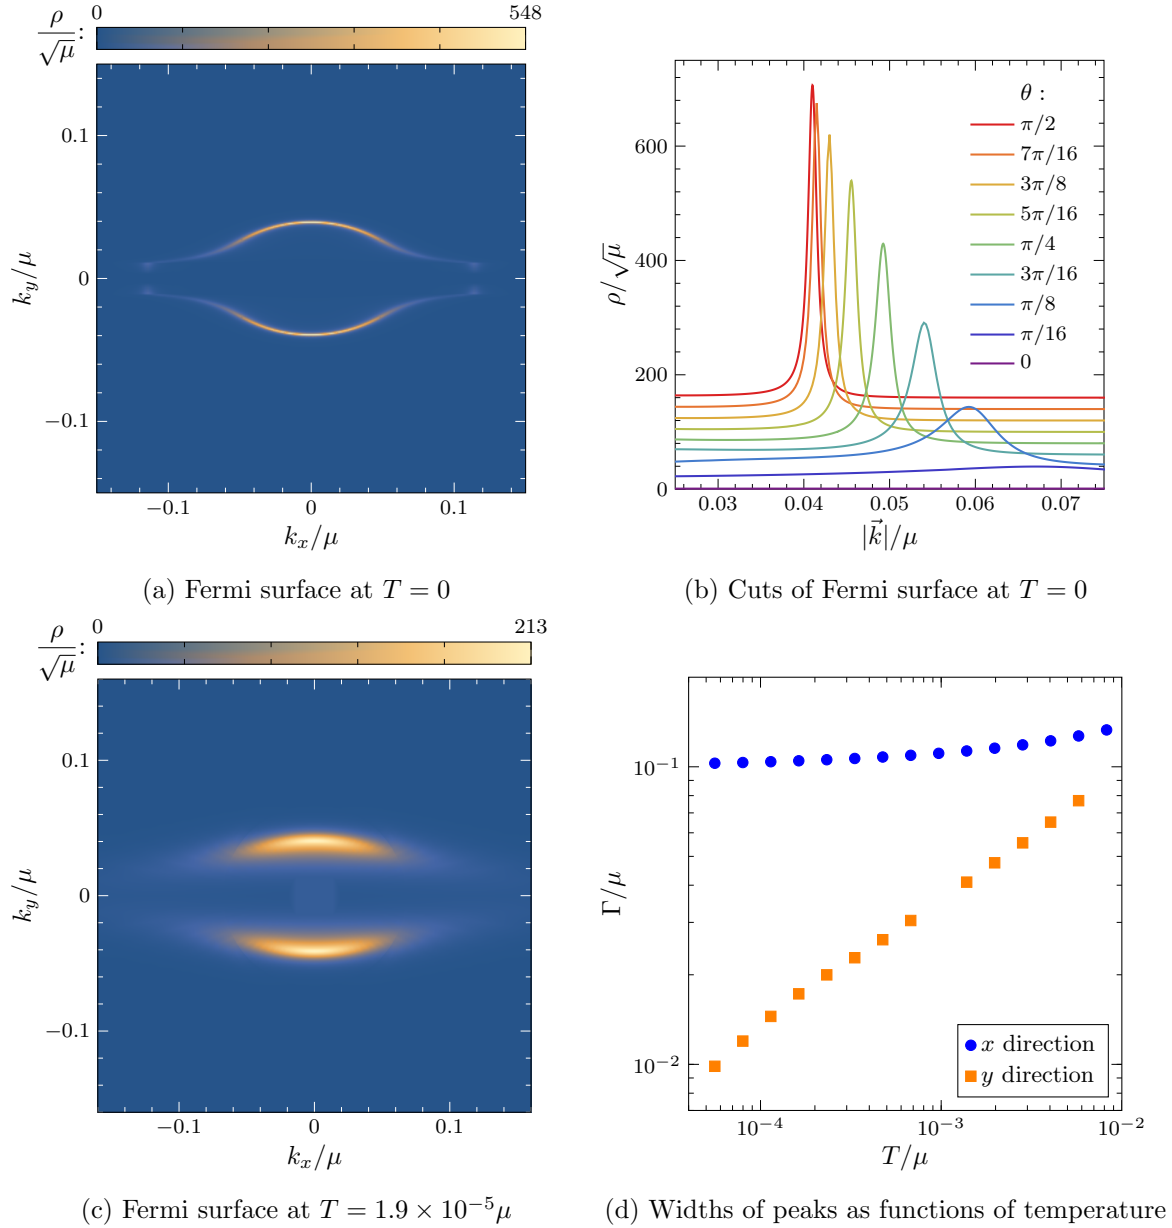 ρ/√μ: 0 548
0.1
0
−0.1
k_y/μ
−0.1 0 0.1
k_x/μ
(a) Fermi surface at T = 0
600
400
200
0
ρ/√μ
θ :
π/2
7π/16
3π/8
5π/16
π/4
3π/16
π/8
π/16
0
0.03 0.04 0.05 0.06 0.07
|k⃗|/μ
(b) Cuts of Fermi surface at T = 0
ρ/√μ: 0 213
0.1
0
−0.1
k_y/μ
−0.1 0 0.1
k_x/μ
(c) Fermi surface at T = 1.9 × 10⁻⁵μ
10⁻¹
10⁻²
Γ/μ
x direction
y direction
10⁻⁴ 10⁻³ 10⁻²
T/μ
(d) Widths of peaks as functions of temperature